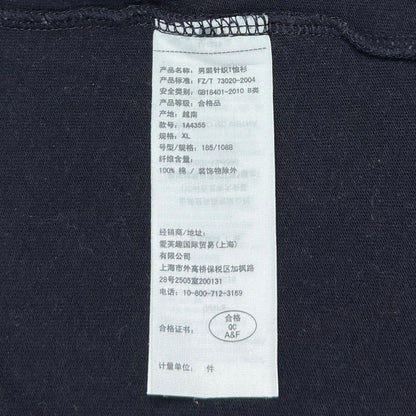 产品名称：男装针织T恤衫
产品标准：FZ/T 73020-2004
安全类别：GB18401-2010 B类
产品等级：合格品
产地：越南
款号：1A4355
规格：XL
号型/规格：185/108B
纤维含量：
100% 棉 / 装饰物除外
经销商/地址：
爱芙趣国际贸易(上海)
有限公司
上海市外高桥保税区加枫路
28号2505室200131
电话：10-800-712-3169
合格证书：
合格
QC
A&F
计量单位： 件